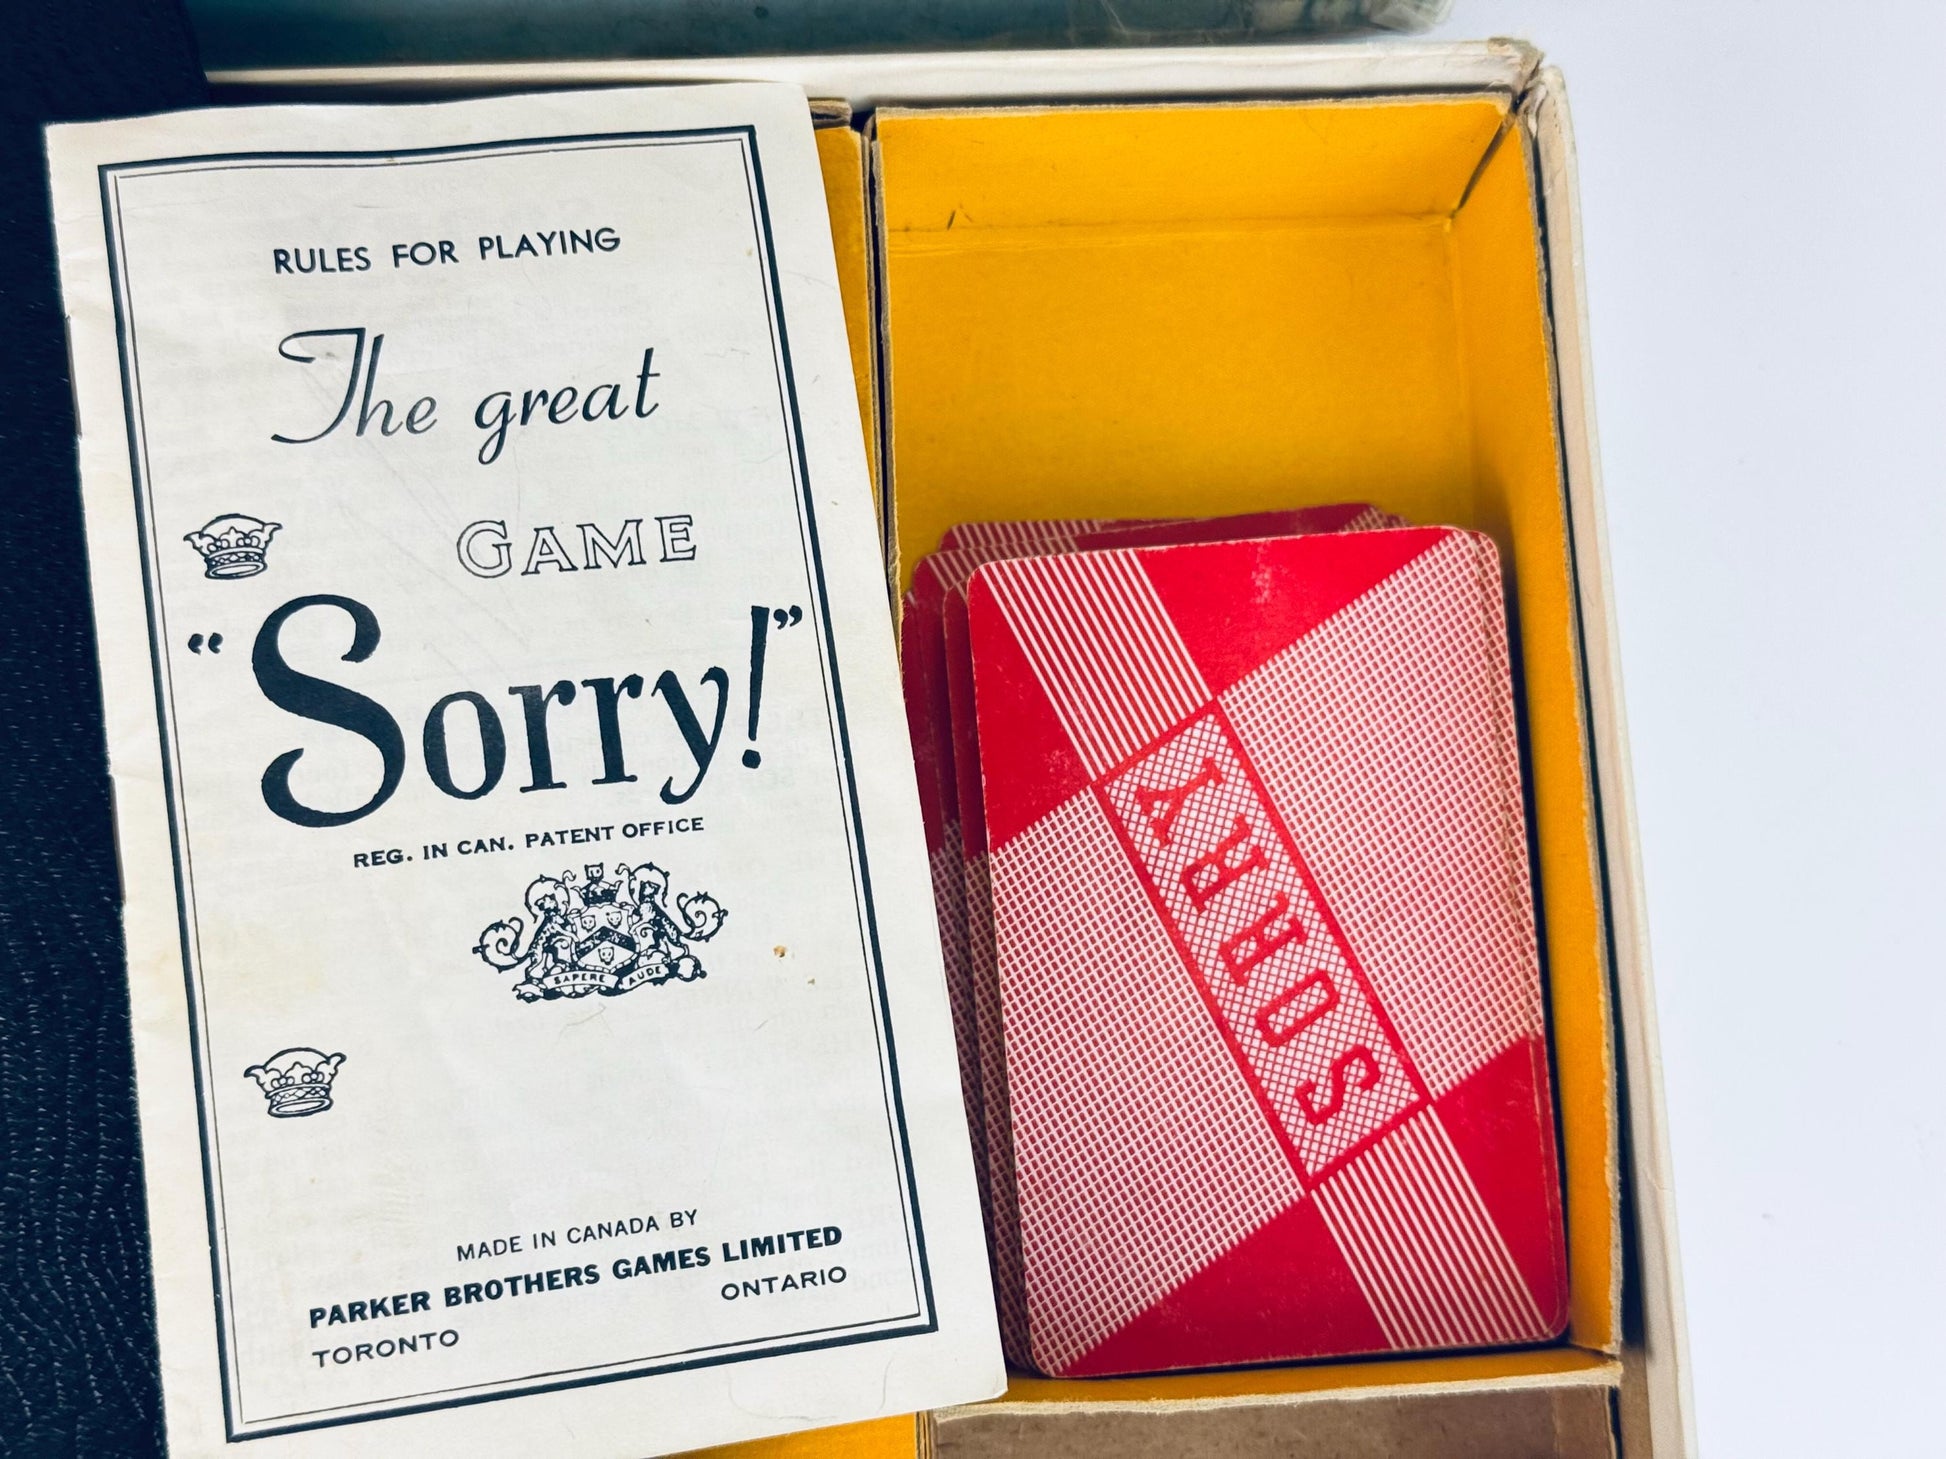 RULES FOR PLAYING
The great
GAME
“Sorry!”
REG. IN CAN. PATENT OFFICE
SAPERE AUDE
MADE IN CANADA BY
PARKER BROTHERS GAMES LIMITED
TORONTO ONTARIO
SORRY